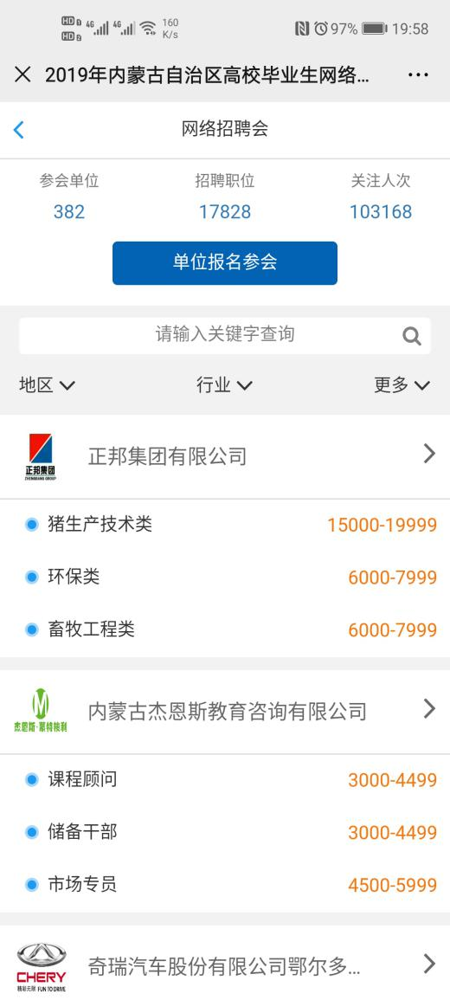 HD 1 4G 4G 160 K/s 97% 19:58
HD 2
2019年内蒙古自治区高校毕业生网络...
网络招聘会
参会单位 招聘职位 关注人次
382 17828 103168
单位报名参会
请输入关键字查询
地区 行业 更多
正邦集团
ZHENGBANG GROUP
正邦集团有限公司
猪生产技术类 15000-19999
环保类 6000-7999
畜牧工程类 6000-7999
杰恩斯·蒙特梭利
内蒙古杰恩斯教育咨询有限公司
课程顾问 3000-4499
储备干部 3000-4499
市场专员 4500-5999
CHERY
FUN TO DRIVE
奇瑞汽车股份有限公司鄂尔多...